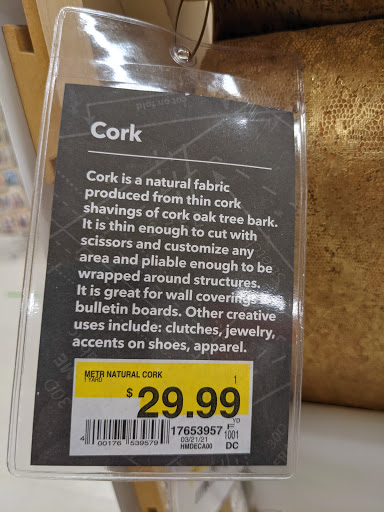 Cork
Cork is a natural fabric
produced from thin cork
shavings of cork oak tree bark.
It is thin enough to cut with
scissors and customize any
area and pliable enough to be
wrapped around structures.
It is great for wall coverings &
bulletin boards. Other creative
uses include: clutches, jewelry,
accents on shoes, apparel.
METR NATURAL CORK 1
1 YARD
$ 29.99
YD
17653957 F
03/21/21 1001
HMDECA00 DC
4 00176 539579